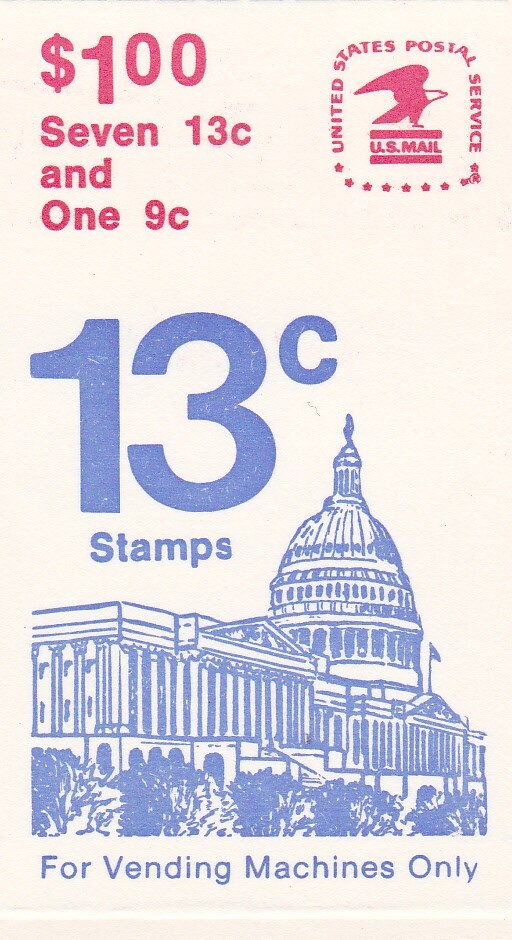 $1.00
Seven 13c
and
One 9c
UNITED STATES POSTAL SERVICE
U.S.MAIL
®
13c
Stamps
For Vending Machines Only